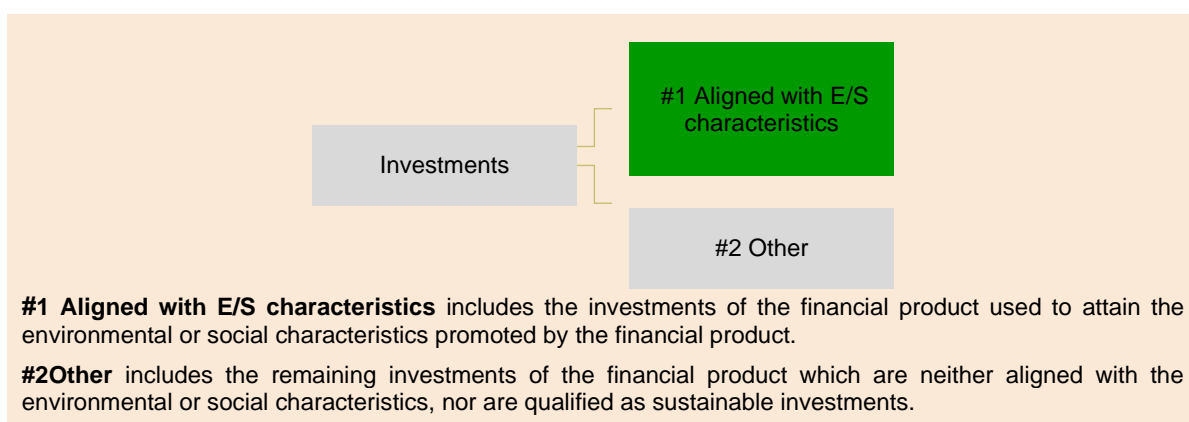 #1 Aligned with E/S
characteristics
Investments
#2 Other
#1 Aligned with E/S characteristics includes the investments of the financial product used to attain the
environmental or social characteristics promoted by the financial product.
#2Other includes the remaining investments of the financial product which are neither aligned with the
environmental or social characteristics, nor are qualified as sustainable investments.